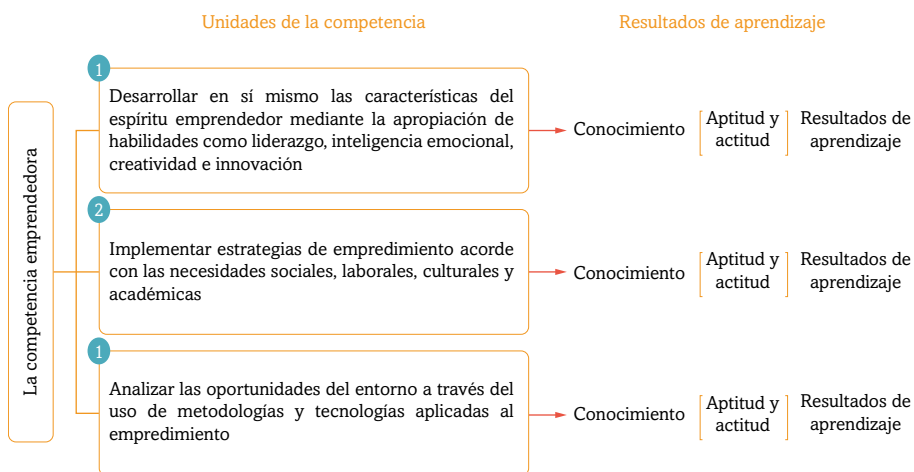 Unidades de la competencia
Resultados de aprendizaje
La competencia emprendedora
1
Desarrollar en sí mismo las características del
espíritu emprendedor mediante la apropiación de
habilidades como liderazgo, inteligencia emocional,
creatividad e innovación
Conocimiento
Aptitud y
actitud
Resultados de
aprendizaje
2
Implementar estrategias de empredimiento acorde
con las necesidades sociales, laborales, culturales y
académicas
Conocimiento
Aptitud y
actitud
Resultados de
aprendizaje
1
Analizar las oportunidades del entorno a través del
uso de metodologías y tecnologías aplicadas al
empredimiento
Conocimiento
Aptitud y
actitud
Resultados de
aprendizaje